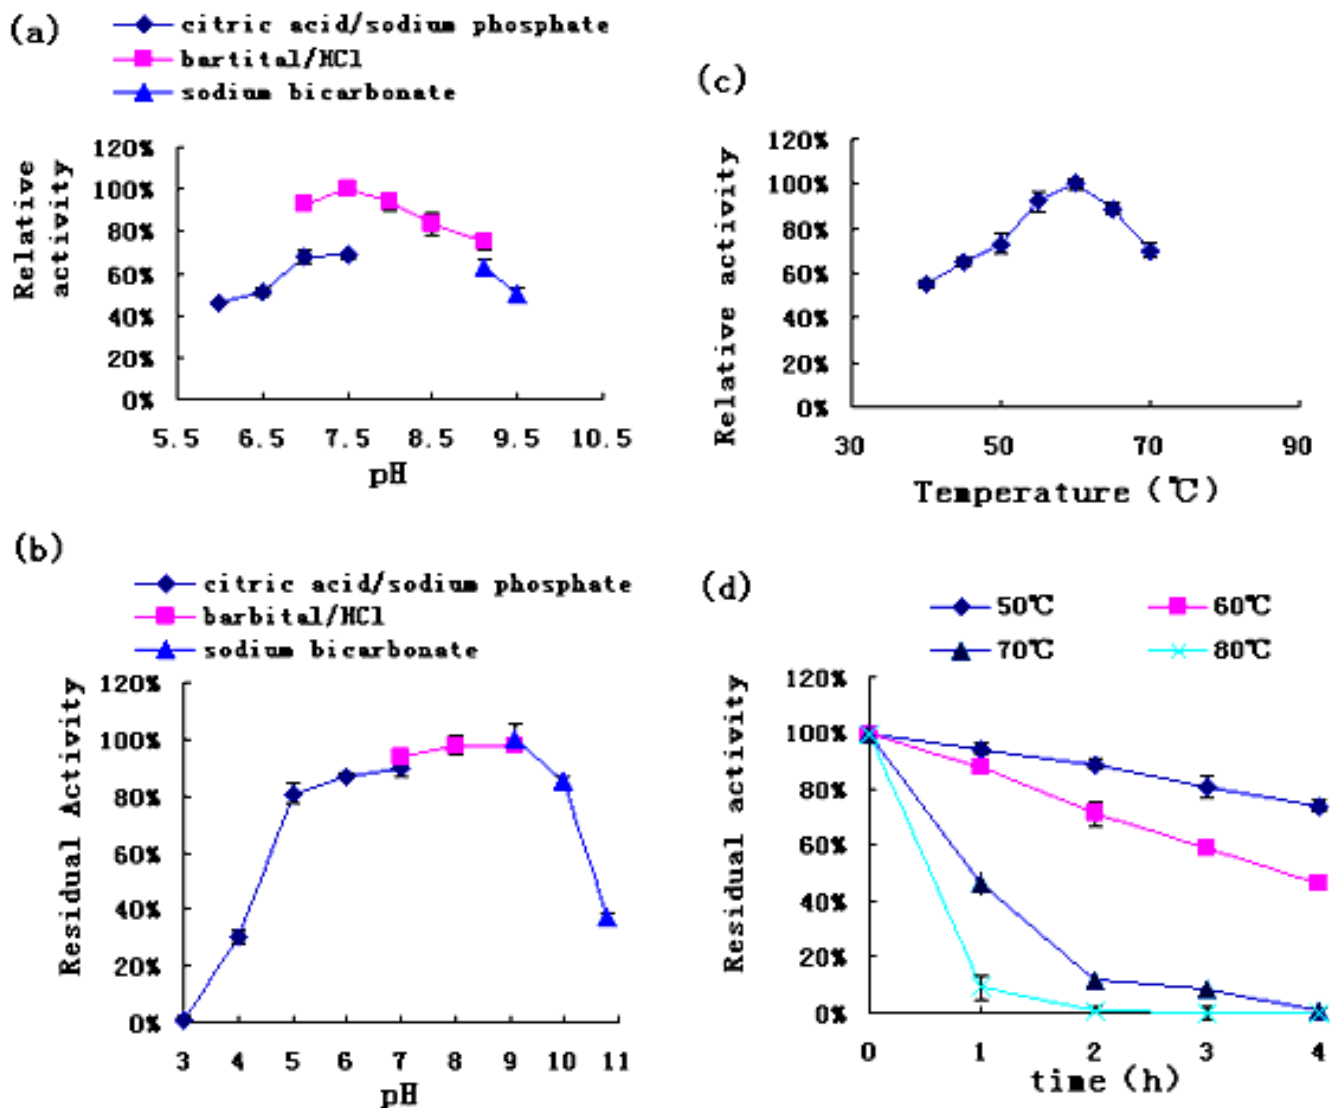 (a)
citric acid/sodium phosphate
bartital/HCl
sodium bicarbonate
Relative
activity
120%
100%
80%
60%
40%
20%
0%
5.5 6.5 7.5 8.5 9.5 10.5
pH
(c)
Relative activity
120%
100%
80%
60%
40%
20%
0%
30 50 70 90
Temperature (℃)
(b)
citric acid/sodium phosphate
barbital/HCl
sodium bicarbonate
Residual Activity
120%
100%
80%
60%
40%
20%
0%
3 4 5 6 7 8 9 10 11
pH
(d)
50℃ 60℃
70℃ 80℃
Residual activity
120%
100%
80%
60%
40%
20%
0%
0 1 2 3 4
time (h)